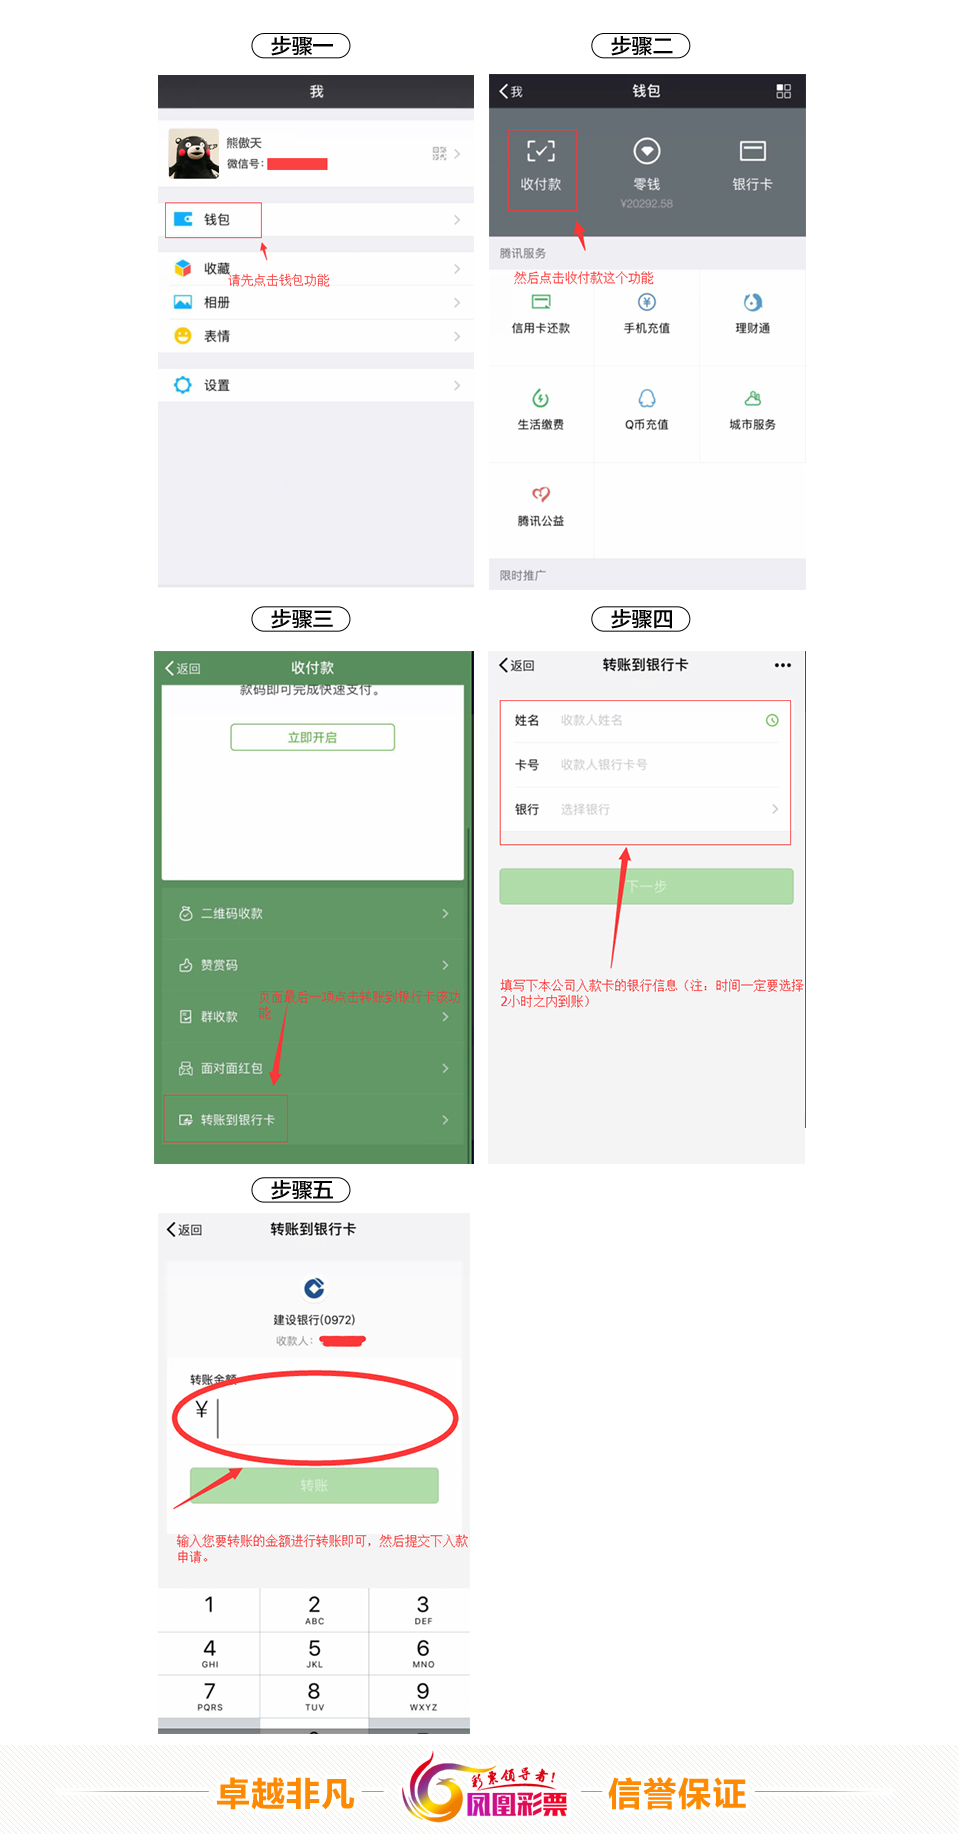 步骤一
我
熊傲天
微信号：
钱包
请先点击钱包功能
收藏
相册
表情
设置
步骤二
我
钱包
收付款
零钱
银行卡
¥20292.58
腾讯服务
然后点击收付款这个功能
信用卡还款
手机充值
理财通
生活缴费
Q币充值
城市服务
腾讯公益
限时推广
步骤三
返回
收付款
款码即可完成快速支付。
立即开启
二维码收款
赞赏码
页面最后一项点击转账到银行卡该功
能
群收款
面对面红包
转账到银行卡
步骤四
返回
转账到银行卡
姓名 收款人姓名
卡号 收款人银行卡号
银行 选择银行
下一步
填写下本公司入款卡的银行信息（注：时间一定要选择
2小时之内到账）
步骤五
返回
转账到银行卡
建设银行(0972)
收款人：
转账金额
¥
转账
输入您要转账的金额进行转账即可，然后提交下入款
申请。
1
2
ABC
3
DEF
4
GHI
5
JKL
6
MNO
7
PQRS
8
TUV
9
WXYZ
卓越非凡
彩票领导者！
凤凰彩票
信誉保证